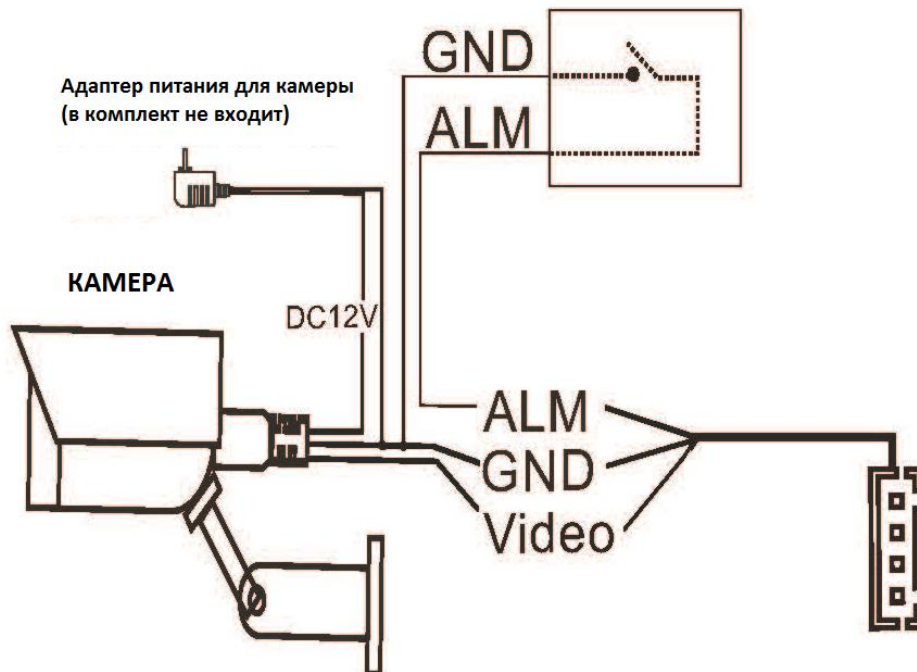 GND
Адаптер питания для камеры
(в комплект не входит)
ALM
КАМЕРА
DC12V
ALM
GND
Video